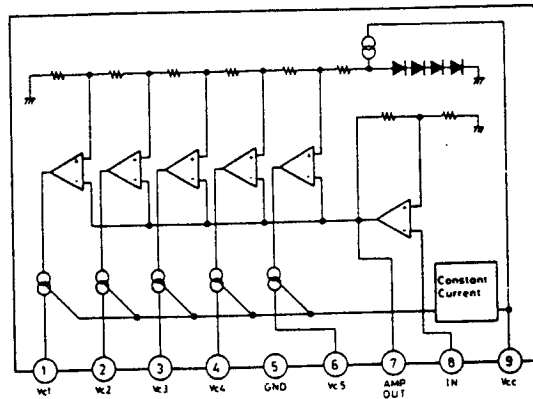 Constant
Current
1 2 3 4 5 6 7 8 9
Vc1 Vc2 Vc3 Vc4 GND Vc5 AMP OUT IN Vcc